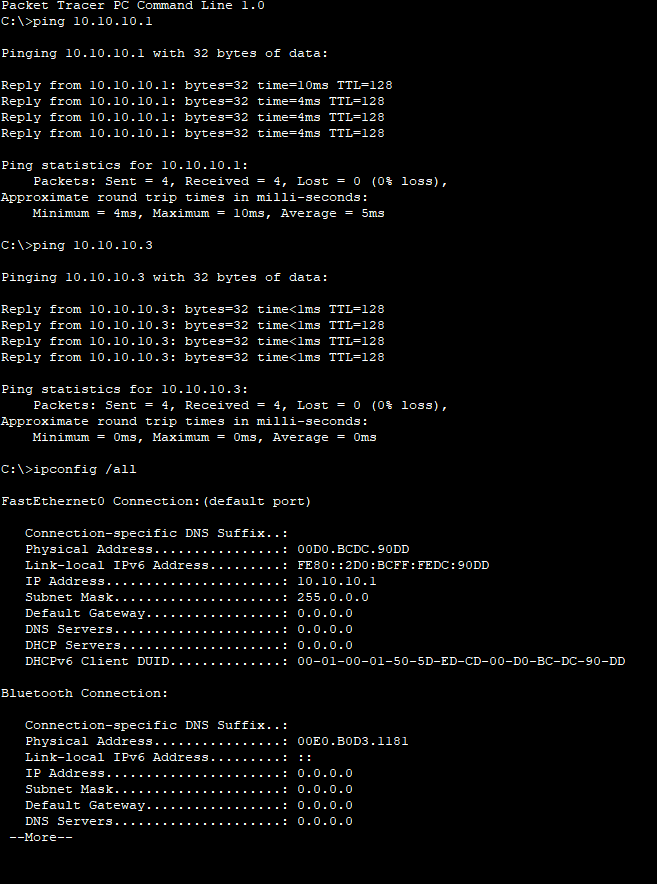 Packet Tracer PC Command Line 1.0
C:\>ping 10.10.10.1
Pinging 10.10.10.1 with 32 bytes of data:
Reply from 10.10.10.1: bytes=32 time=10ms TTL=128
Reply from 10.10.10.1: bytes=32 time=4ms TTL=128
Reply from 10.10.10.1: bytes=32 time=4ms TTL=128
Reply from 10.10.10.1: bytes=32 time=4ms TTL=128
Ping statistics for 10.10.10.1:
    Packets: Sent = 4, Received = 4, Lost = 0 (0% loss),
Approximate round trip times in milli-seconds:
    Minimum = 4ms, Maximum = 10ms, Average = 5ms
C:\>ping 10.10.10.3
Pinging 10.10.10.3 with 32 bytes of data:
Reply from 10.10.10.3: bytes=32 time<1ms TTL=128
Reply from 10.10.10.3: bytes=32 time<1ms TTL=128
Reply from 10.10.10.3: bytes=32 time<1ms TTL=128
Reply from 10.10.10.3: bytes=32 time<1ms TTL=128
Ping statistics for 10.10.10.3:
    Packets: Sent = 4, Received = 4, Lost = 0 (0% loss),
Approximate round trip times in milli-seconds:
    Minimum = 0ms, Maximum = 0ms, Average = 0ms
C:\>ipconfig /all
FastEthernet0 Connection:(default port)
   Connection-specific DNS Suffix..:
   Physical Address................: 00D0.BCDC.90DD
   Link-local IPv6 Address.........: FE80::2D0:BCFF:FEDC:90DD
   IP Address......................: 10.10.10.1
   Subnet Mask.....................: 255.0.0.0
   Default Gateway.................: 0.0.0.0
   DNS Servers.....................: 0.0.0.0
   DHCP Servers....................: 0.0.0.0
   DHCPv6 Client DUID..............: 00-01-00-01-50-5D-ED-CD-00-D0-BC-DC-90-DD
Bluetooth Connection:
   Connection-specific DNS Suffix..:
   Physical Address................: 00E0.B0D3.1181
   Link-local IPv6 Address.........: ::
   IP Address......................: 0.0.0.0
   Subnet Mask.....................: 0.0.0.0
   Default Gateway.................: 0.0.0.0
   DNS Servers.....................: 0.0.0.0
 --More--